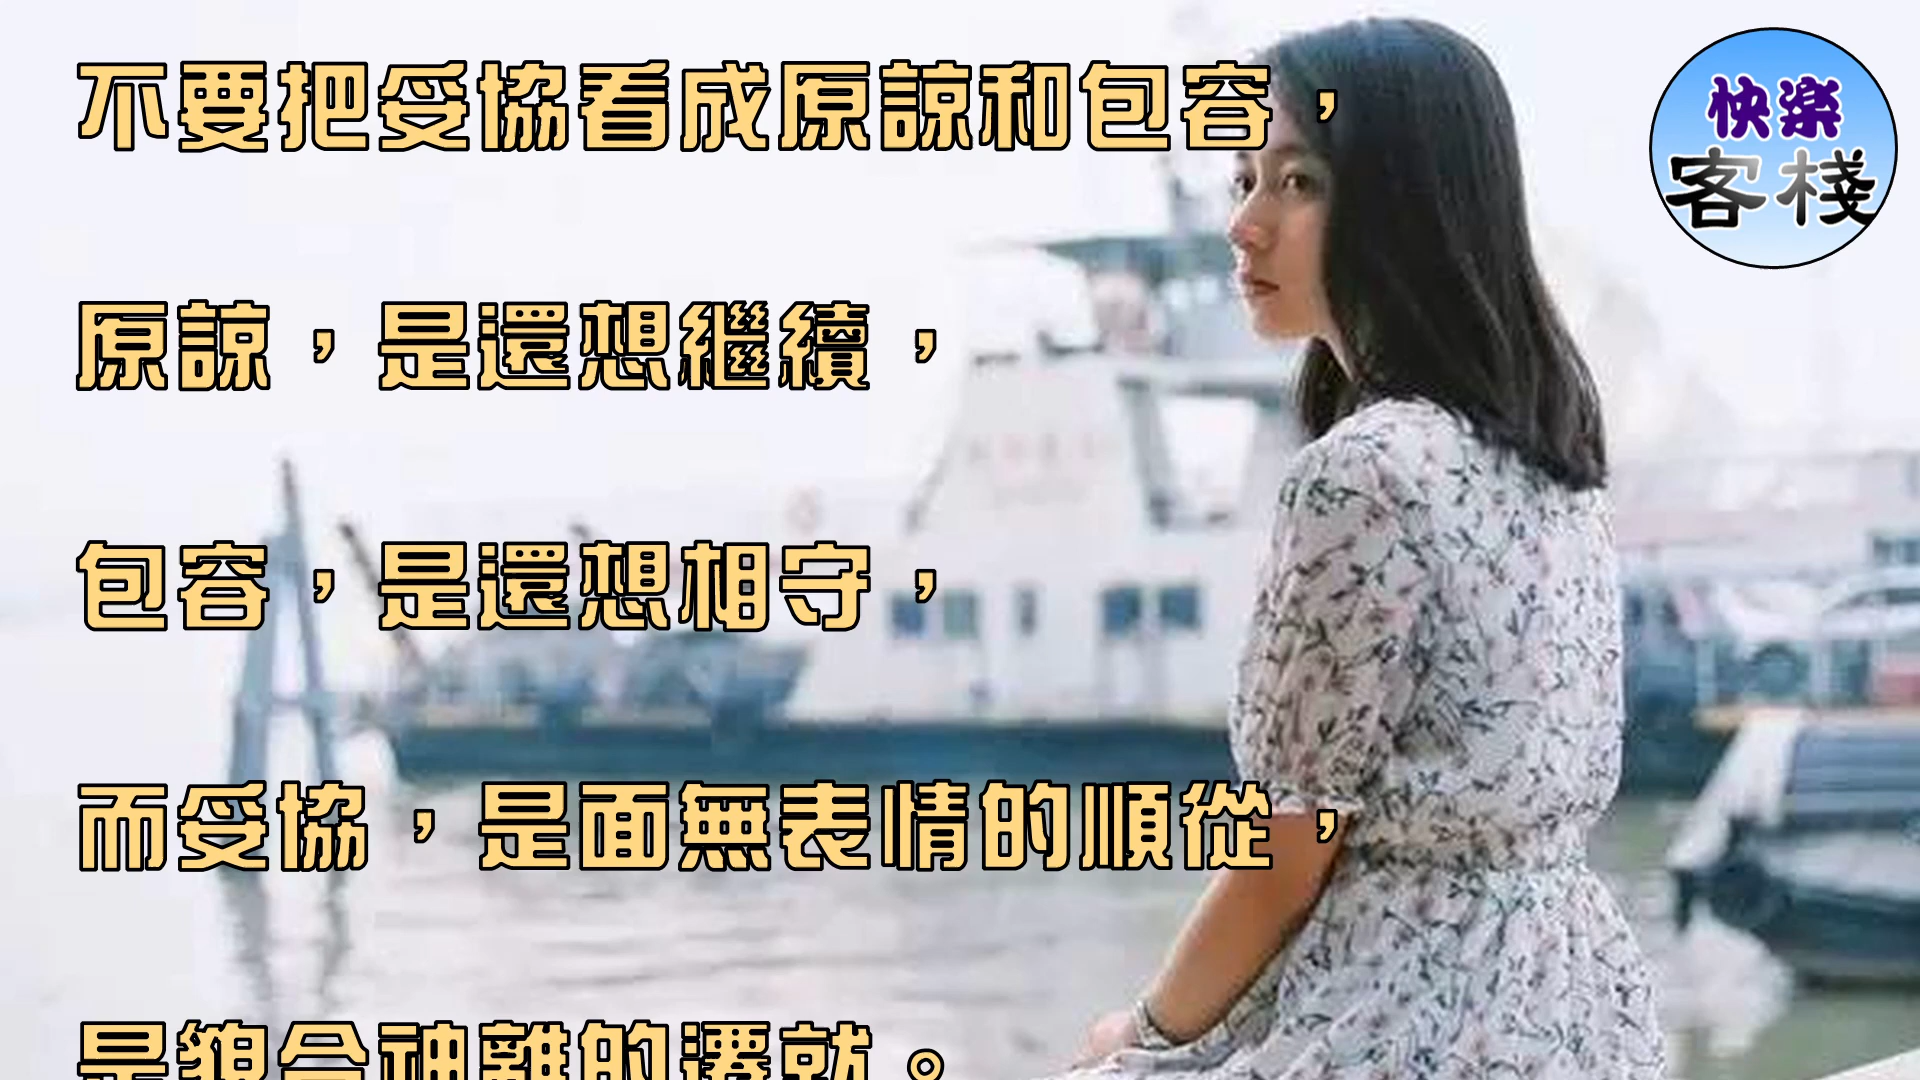 不要把妥協看成原諒和包容，
原諒，是還想繼續，
包容，是還想相守，
而妥協，是面無表情的順從，
是貌合神離的遷就。
快樂
客棧